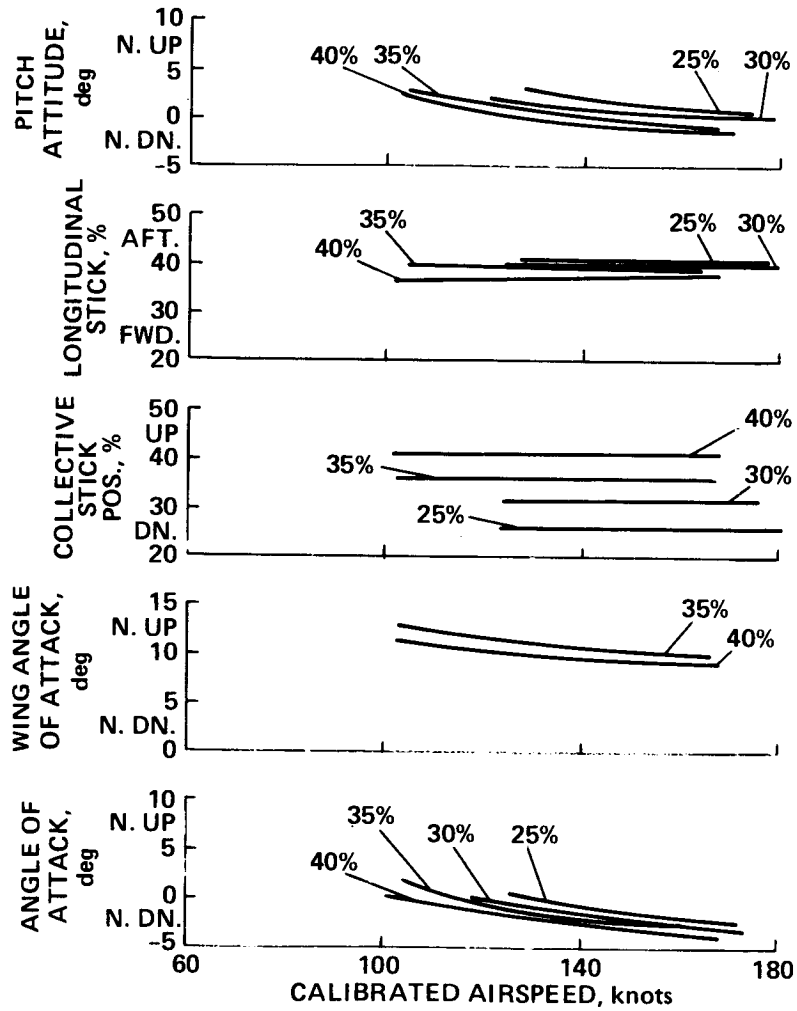 PITCH
ATTITUDE,
deg
10
N. UP
5
0
N. DN.
-5
40% 35%
25% 30%
LONGITUDINAL
STICK, %
50
AFT.
40
30
FWD.
20
35%
40%
25% 30%
COLLECTIVE
STICK
POS., %
50
UP
40
30
DN.
20
40%
35%
30%
25%
WING ANGLE
OF ATTACK,
deg
15
N. UP
10
5
N. DN.
0
35%
40%
ANGLE OF
ATTACK,
deg
10
N. UP
5
0
N. DN.
-5
35%
30% 25%
40%
60 100 140 180
CALIBRATED AIRSPEED, knots